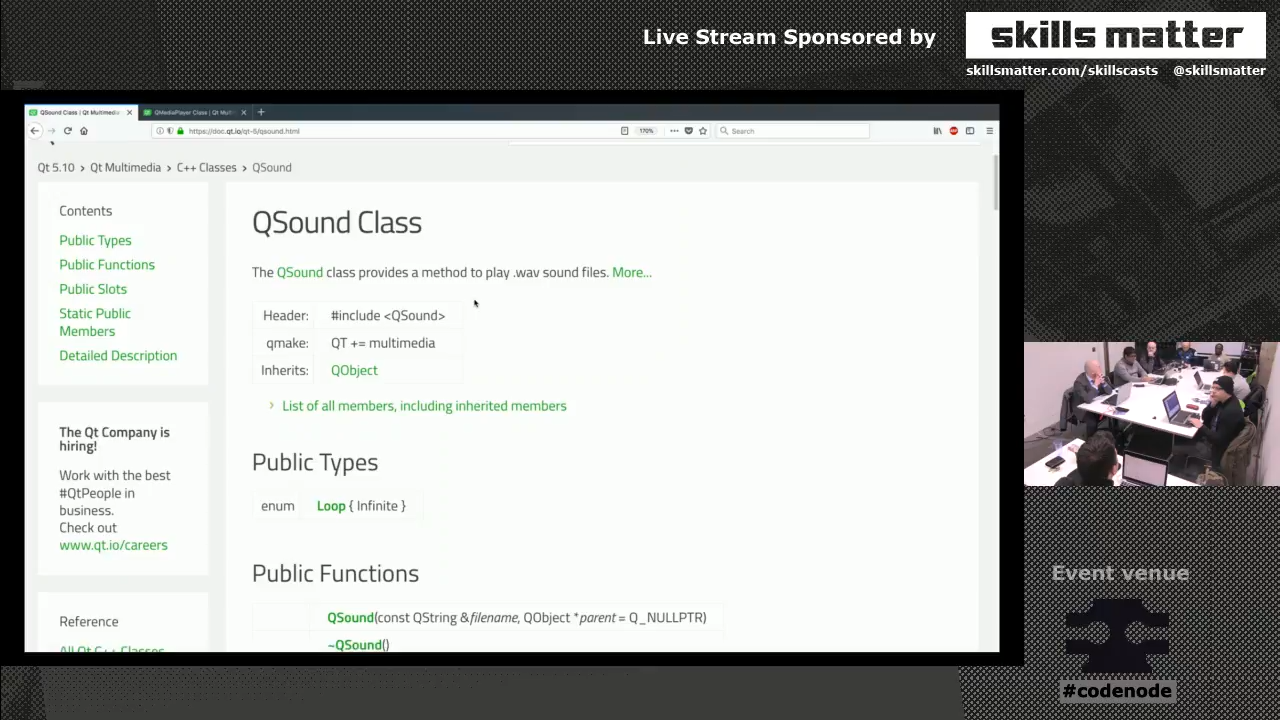 Live Stream Sponsored by
skills matter
skillsmatter.com/skillscasts @skillsmatter
QSound Class | Qt Multimedia
QMediaPlayer Class | Qt Mult
https://doc.qt.io/qt-5/qsound.html
170%
Search
Qt 5.10 › Qt Multimedia › C++ Classes › QSound
Contents
Public Types
Public Functions
Public Slots
Static Public
Members
Detailed Description
The Qt Company is
hiring!
Work with the best
#QtPeople in
business.
Check out
www.qt.io/careers
Reference
All Qt C++ Classes
QSound Class
The QSound class provides a method to play .wav sound files. More...
Header: #include <QSound>
qmake: QT += multimedia
Inherits: QObject
› List of all members, including inherited members
Public Types
enum Loop { Infinite }
Public Functions
QSound(const QString &filename, QObject *parent = Q_NULLPTR)
~QSound()
Event venue
#codenode